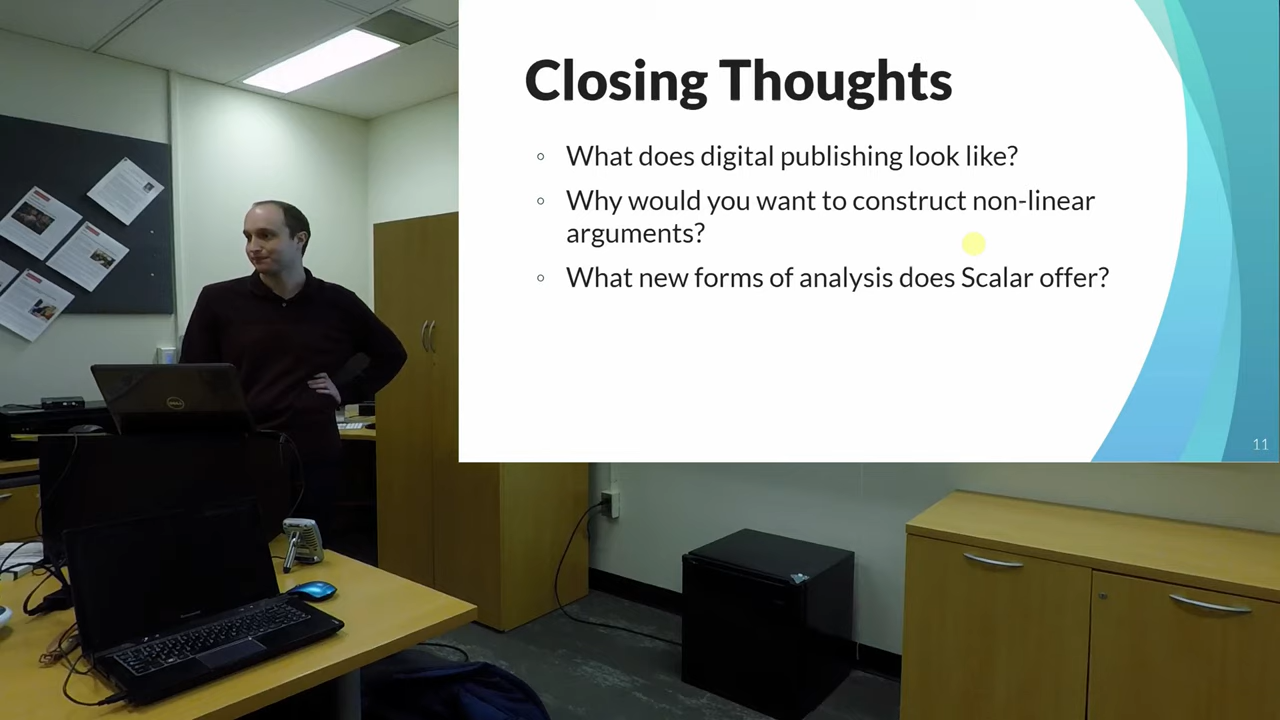 Closing Thoughts
What does digital publishing look like?
Why would you want to construct non-linear
arguments?
What new forms of analysis does Scalar offer?
11
DELL